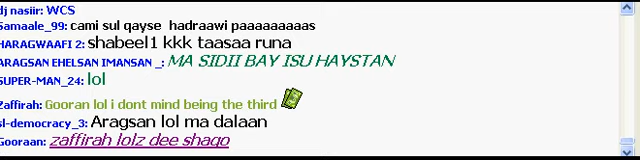 dj nasiir: WCS
Samaale_99: cami sul qayse hadraawi paaaaaaaaas
HARAGWAAFI 2: shabeel1 kkk taasaa runa
ARAGSAN EHELSAN IMANSAN _: MA SIDII BAY ISU HAYSTAN
SUPER-MAN_24: lol
Zaffirah: Gooran lol i dont mind being the third
sl-democracy_3: Aragsan lol ma dalaan
Gooraan: zaffirah lolz dee shaqo